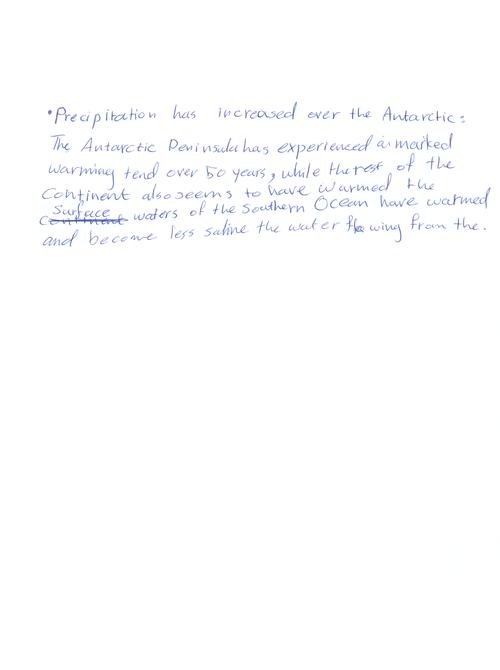 •Precipitation has increased over the Antarctic:
The Antarctic Peninsula has experienced a marked
warming tend over 50 years, while the rest of the
Continent also seems to have warmed the
Surface waters of the Southern Ocean have warmed
and become less saline the water flowing from the.